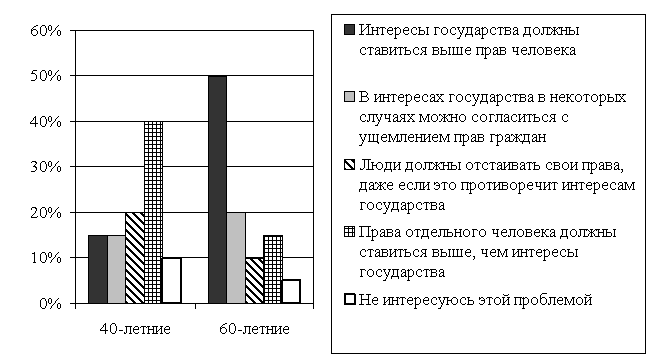 60%
50%
40%
30%
20%
10%
0%
40-летние 60-летние
Интересы государства должны
ставиться выше прав человека
В интересах государства в некоторых
случаях можно согласиться с
ущемлением прав граждан
Люди должны отстаивать свои права,
даже если это противоречит интересам
государства
Права отдельного человека должны
ставиться выше, чем интересы
государства
Не интересуюсь этой проблемой